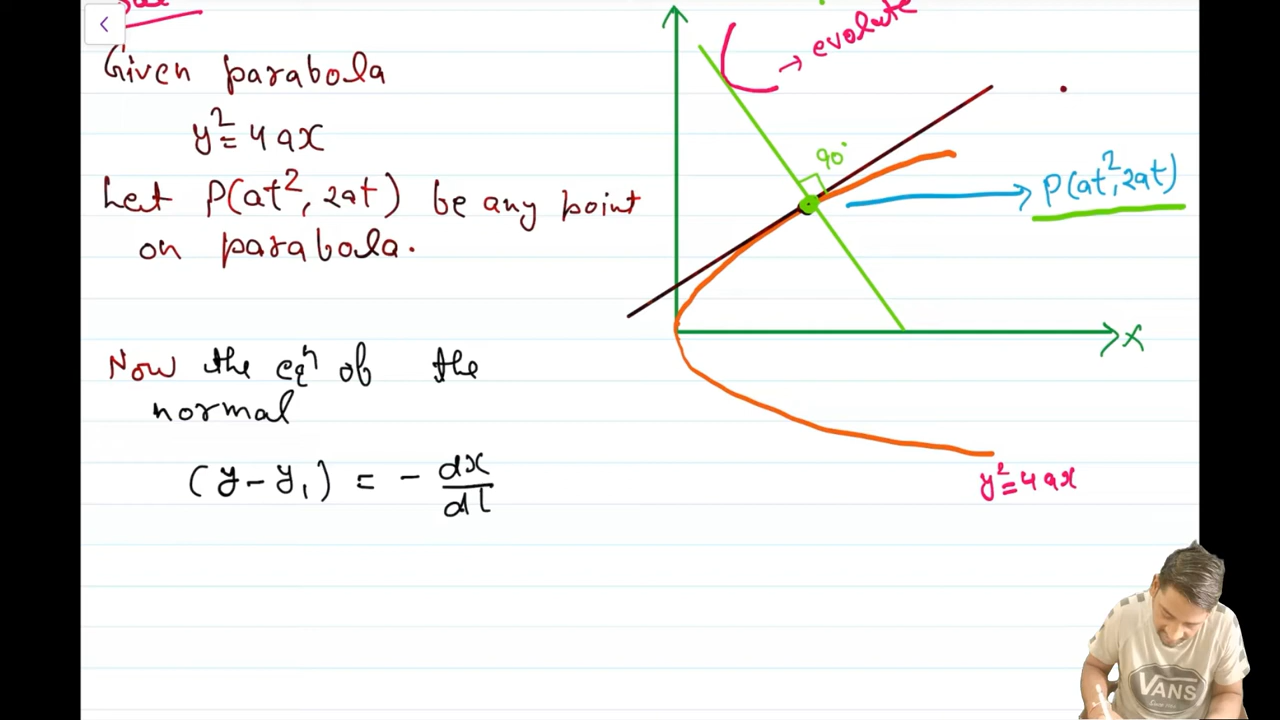 Given parabola
y² = 4ax
Let P(at², 2at) be any point
on parabola.
Now the eqⁿ of the
normal
(y - y₁) = - dx/d
→ evolute
90°
P(at², 2at)
x
y² = 4ax
VANS